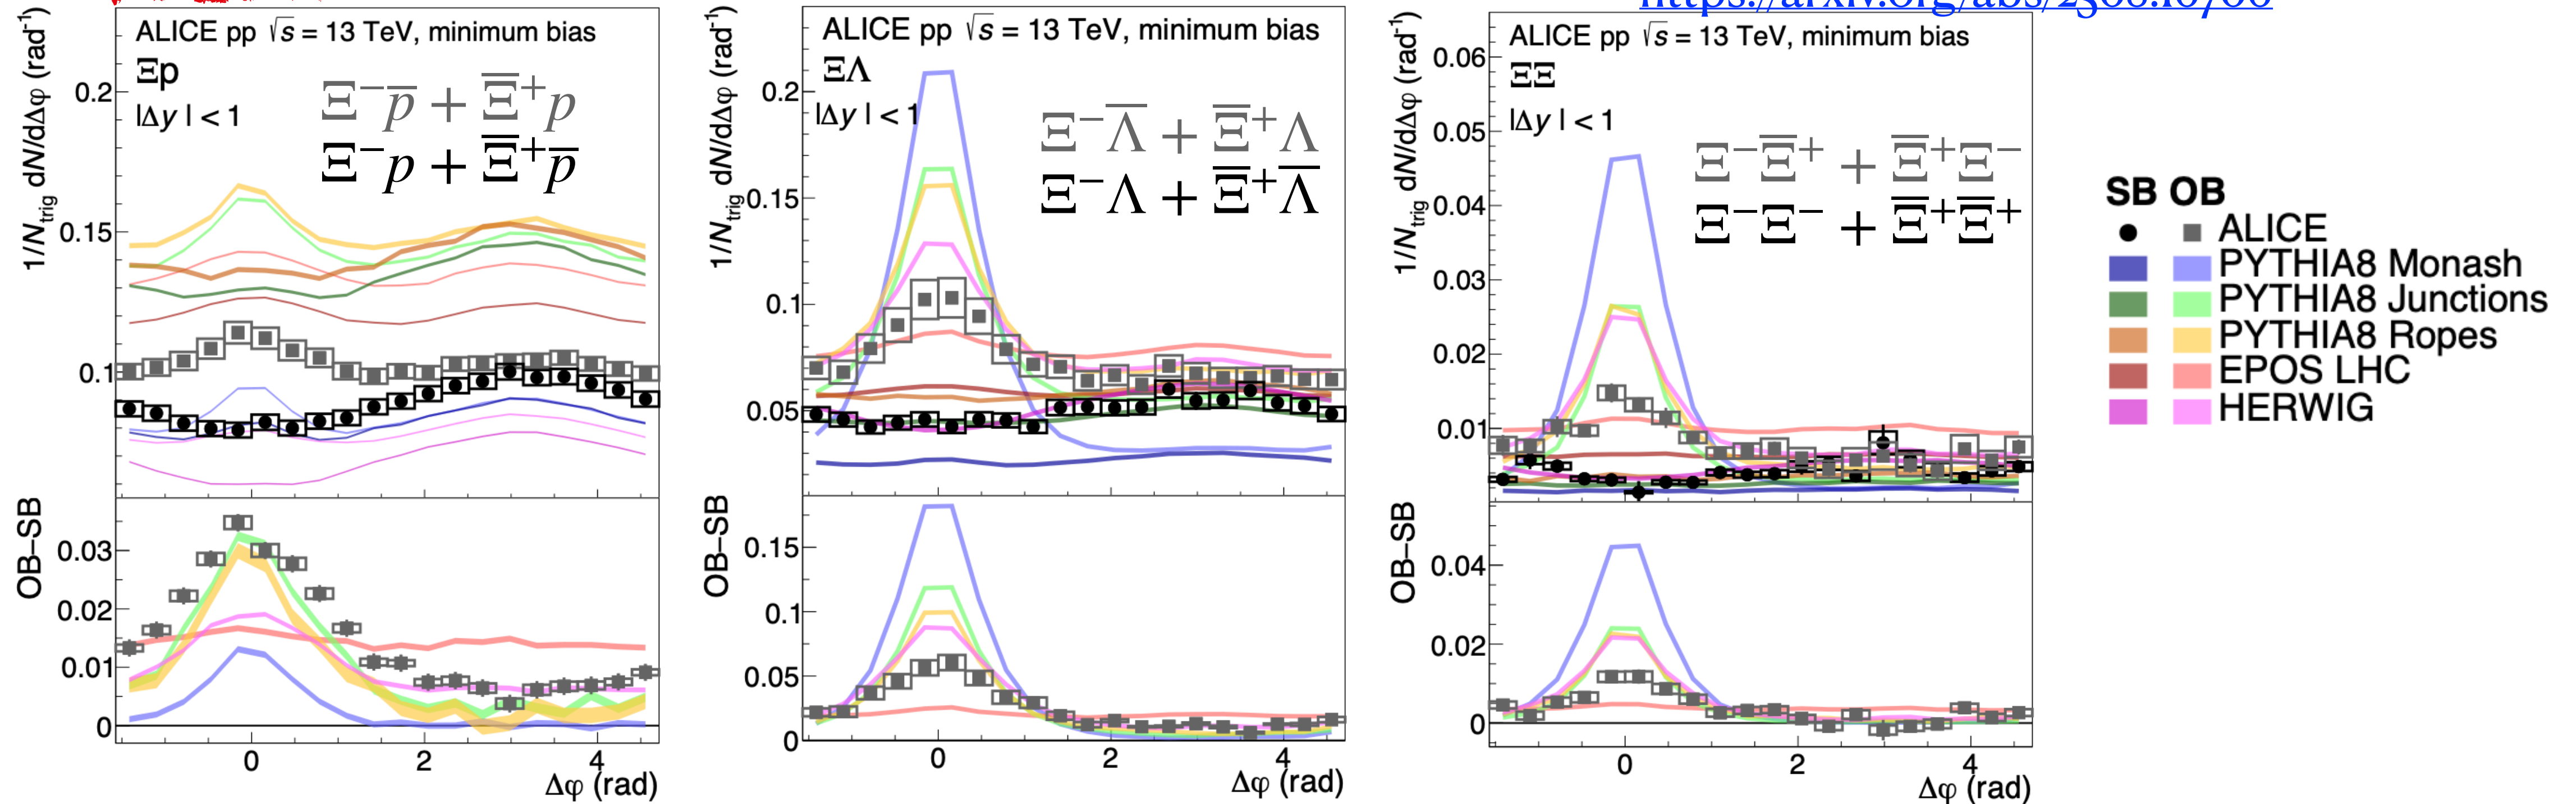 https://arxiv.org/abs/2308.16706
ALICE pp √s = 13 TeV, minimum bias
Ξp
|Δy| < 1
Ξ⁻p̅ + Ξ̅⁺p
Ξ⁻p + Ξ̅⁺p̅
1/N_trig dN/dΔφ (rad⁻¹)
0.2
0.15
0.1
OB–SB
0.03
0.02
0.01
0
0 2 4
Δφ (rad)
ALICE pp √s = 13 TeV, minimum bias
ΞΛ
|Δy| < 1
Ξ⁻Λ̅ + Ξ̅⁺Λ
Ξ⁻Λ + Ξ̅⁺Λ̅
1/N_trig dN/dΔφ (rad⁻¹)
0.2
0.15
0.1
0.05
OB–SB
0.15
0.1
0.05
0
0 2 4
Δφ (rad)
ALICE pp √s = 13 TeV, minimum bias
ΞΞ
|Δy| < 1
Ξ⁻Ξ̅⁺ + Ξ̅⁺Ξ⁻
Ξ⁻Ξ⁻ + Ξ̅⁺Ξ̅⁺
1/N_trig dN/dΔφ (rad⁻¹)
0.06
0.05
0.04
0.03
0.02
0.01
OB–SB
0.04
0.02
0
0 2 4
Δφ (rad)
SB OB
ALICE
PYTHIA8 Monash
PYTHIA8 Junctions
PYTHIA8 Ropes
EPOS LHC
HERWIG